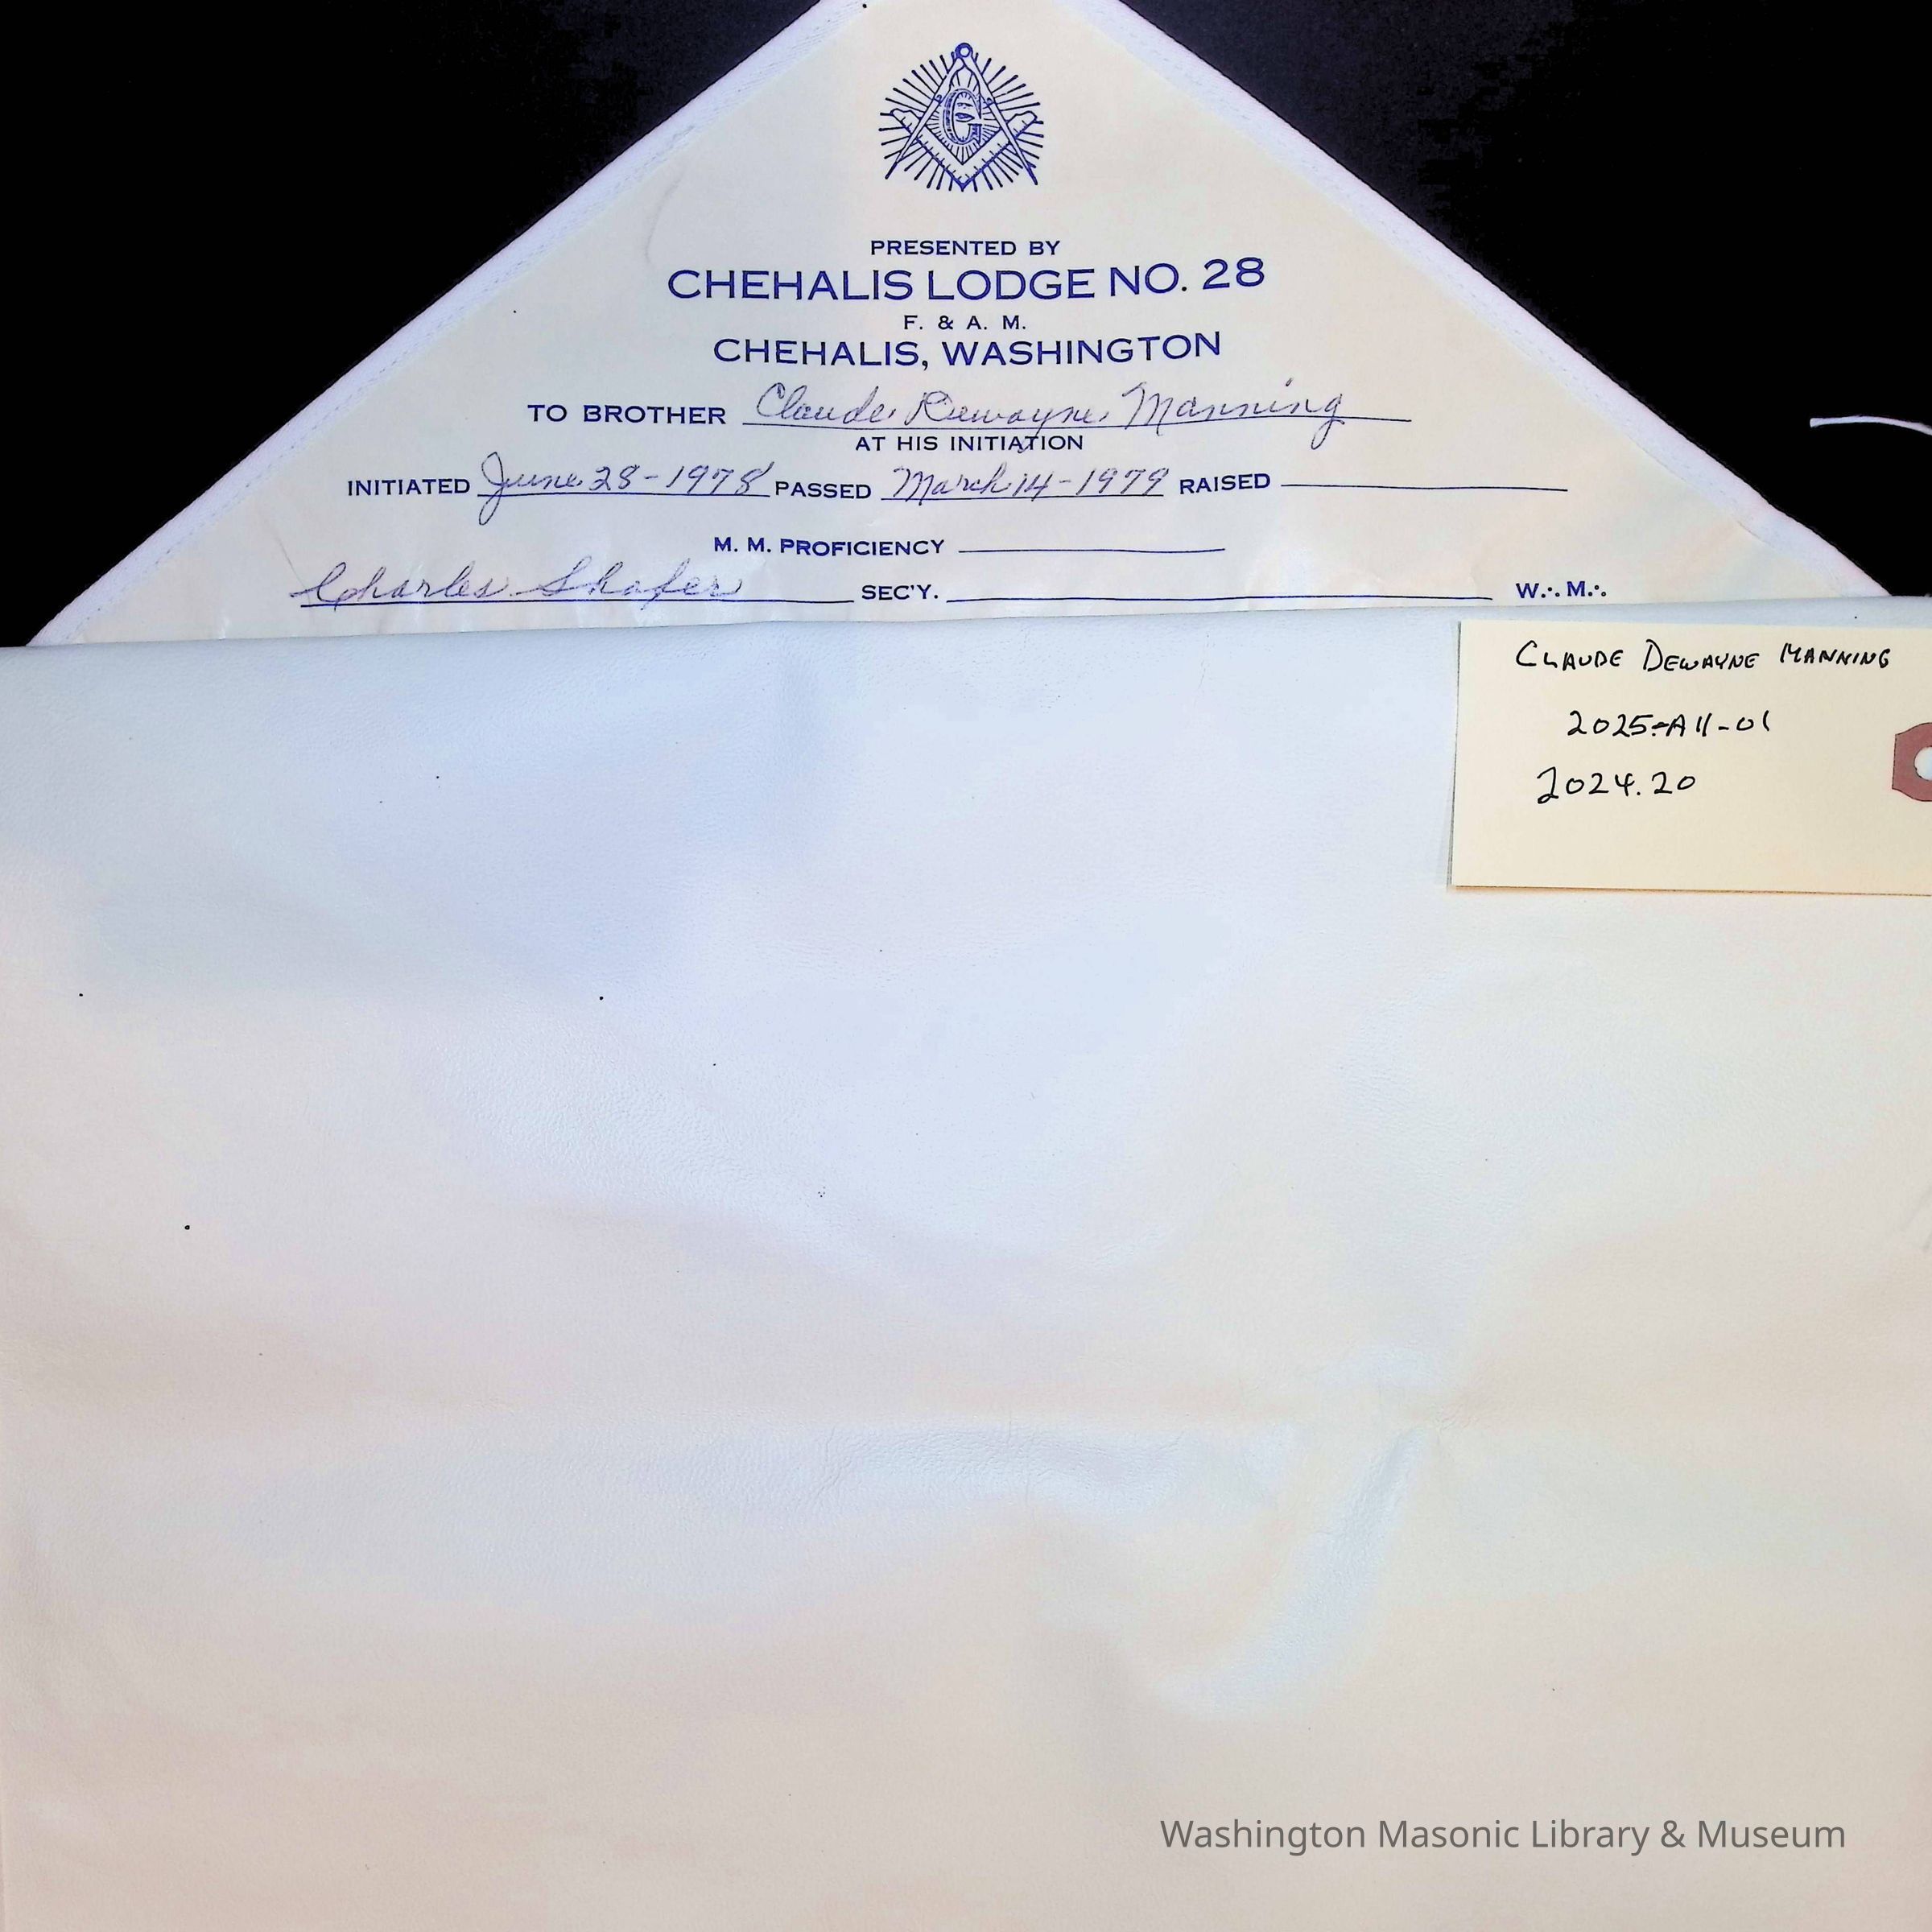 G
PRESENTED BY
CHEHALIS LODGE NO. 28
F. & A. M.
CHEHALIS, WASHINGTON
TO BROTHER Claude Dewayne Manning
AT HIS INITIATION
INITIATED June 28-1978 PASSED March 14-1979 RAISED
M. M. PROFICIENCY
Charles Shafer SEC'Y. W∴ M∴
CLAUDE DEWAYNE MANNING
2025-A11-01
2024.20
Washington Masonic Library & Museum